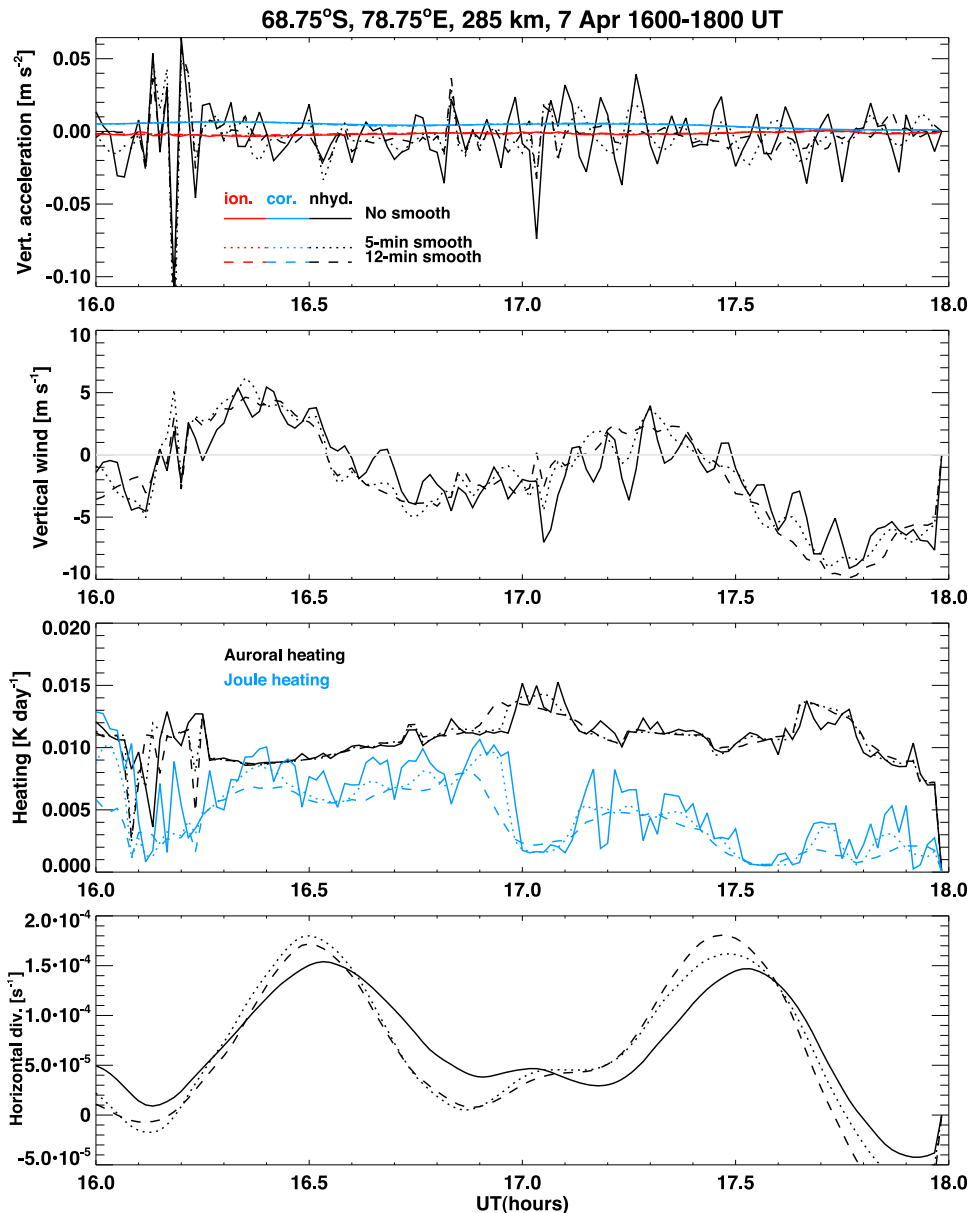 68.75°S, 78.75°E, 285 km, 7 Apr 1600-1800 UT
Vert. acceleration [m s⁻²]
0.05
0.00
-0.05
-0.10
ion. cor. nhyd.
No smooth
5-min smooth
12-min smooth
16.0 16.5 17.0 17.5 18.0
Vertical wind [m s⁻¹]
10
5
0
-5
-10
16.0 16.5 17.0 17.5 18.0
Heating [K day⁻¹]
0.020
0.015
0.010
0.005
0.000
Auroral heating
Joule heating
16.0 16.5 17.0 17.5 18.0
Horizontal div. [s⁻¹]
2.0•10⁻⁴
1.5•10⁻⁴
1.0•10⁻⁴
5.0•10⁻⁵
0
-5.0•10⁻⁵
16.0 16.5 17.0 17.5 18.0
UT(hours)